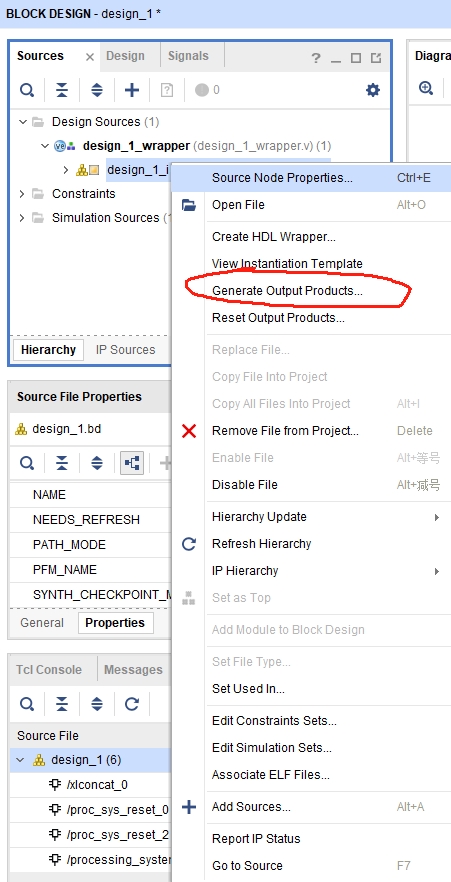 BLOCK DESIGN - design_1 *
Sources
Design
Signals
Diagra
0
Design Sources (1)
design_1_wrapper (design_1_wrapper.v) (1)
design_1_i
Constraints
Simulation Sources (1
Hierarchy
IP Sources
Source Node Properties... Ctrl+E
Open File Alt+O
Create HDL Wrapper...
View Instantiation Template
Generate Output Products...
Reset Output Products...
Replace File...
Copy File Into Project
Copy All Files Into Project Alt+I
Remove File from Project... Delete
Enable File Alt+等号
Disable File Alt+减号
Hierarchy Update
Refresh Hierarchy
IP Hierarchy
Set as Top
Add Module to Block Design
Set File Type...
Set Used In...
Edit Constraints Sets...
Edit Simulation Sets...
Associate ELF Files...
Add Sources... Alt+A
Report IP Status
Go to Source F7
Source File Properties
design_1.bd
NAME
NEEDS_REFRESH
PATH_MODE
PFM_NAME
SYNTH_CHECKPOINT_M
General
Properties
Tcl Console
Messages
Source File
design_1 (6)
/xlconcat_0
/proc_sys_reset_0
/proc_sys_reset_2
/processing_system